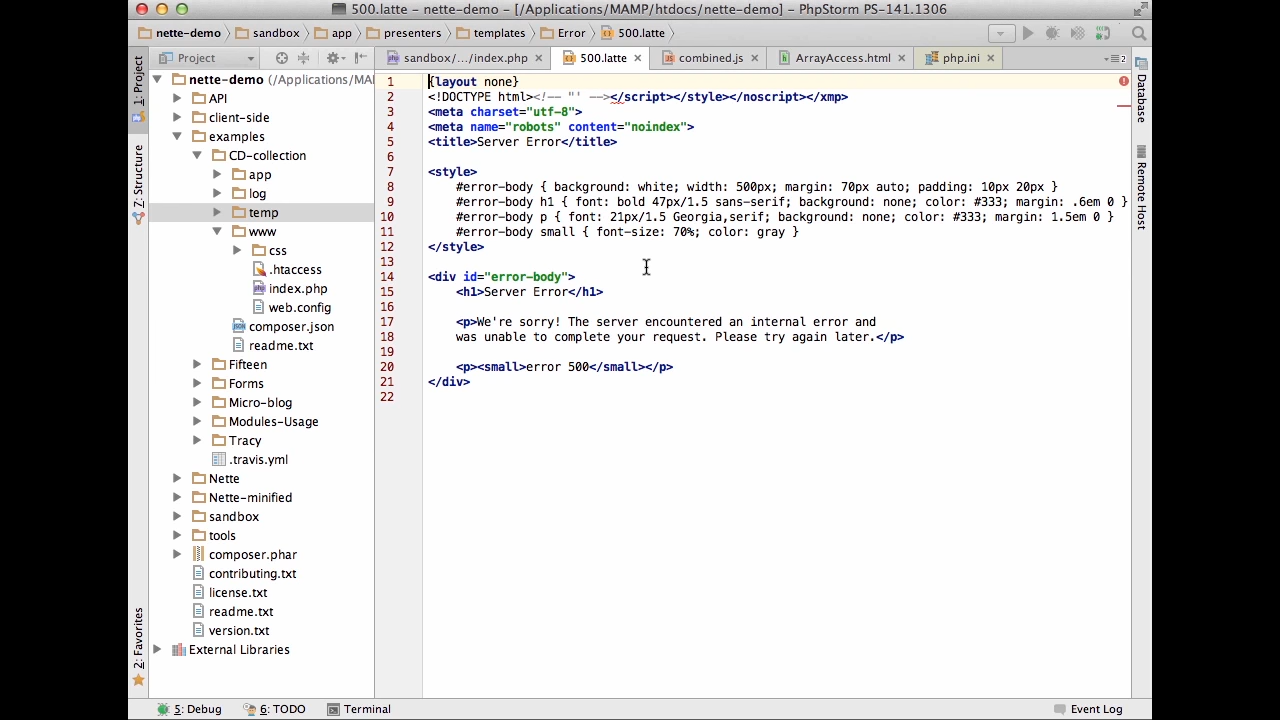 500.latte – nette-demo – [/Applications/MAMP/htdocs/nette-demo] – PhpStorm PS-141.1306
nette-demo sandbox app presenters templates Error 500.latte
Project
sandbox/.../index.php 500.latte combined.js ArrayAccess.html php.ini
1: Project
Z: Structure
2: Favorites
nette-demo (/Applications/MAI
API
client-side
examples
CD-collection
app
log
temp
www
css
.htaccess
index.php
web.config
composer.json
readme.txt
Fifteen
Forms
Micro-blog
Modules-Usage
Tracy
.travis.yml
Nette
Nette-minified
sandbox
tools
composer.phar
contributing.txt
license.txt
readme.txt
version.txt
External Libraries
1 {layout none}
2 <!DOCTYPE html><!-- "' --></script></style></noscript></xmp>
3 <meta charset="utf-8">
4 <meta name="robots" content="noindex">
5 <title>Server Error</title>
6
7 <style>
8 #error-body { background: white; width: 500px; margin: 70px auto; padding: 10px 20px }
9 #error-body h1 { font: bold 47px/1.5 sans-serif; background: none; color: #333; margin: .6em 0 }
10 #error-body p { font: 21px/1.5 Georgia,serif; background: none; color: #333; margin: 1.5em 0 }
11 #error-body small { font-size: 70%; color: gray }
12 </style>
13
14 <div id="error-body">
15 <h1>Server Error</h1>
16
17 <p>We're sorry! The server encountered an internal error and
18 was unable to complete your request. Please try again later.</p>
19
20 <p><small>error 500</small></p>
21 </div>
22
Database
Remote Host
5: Debug 6: TODO Terminal Event Log